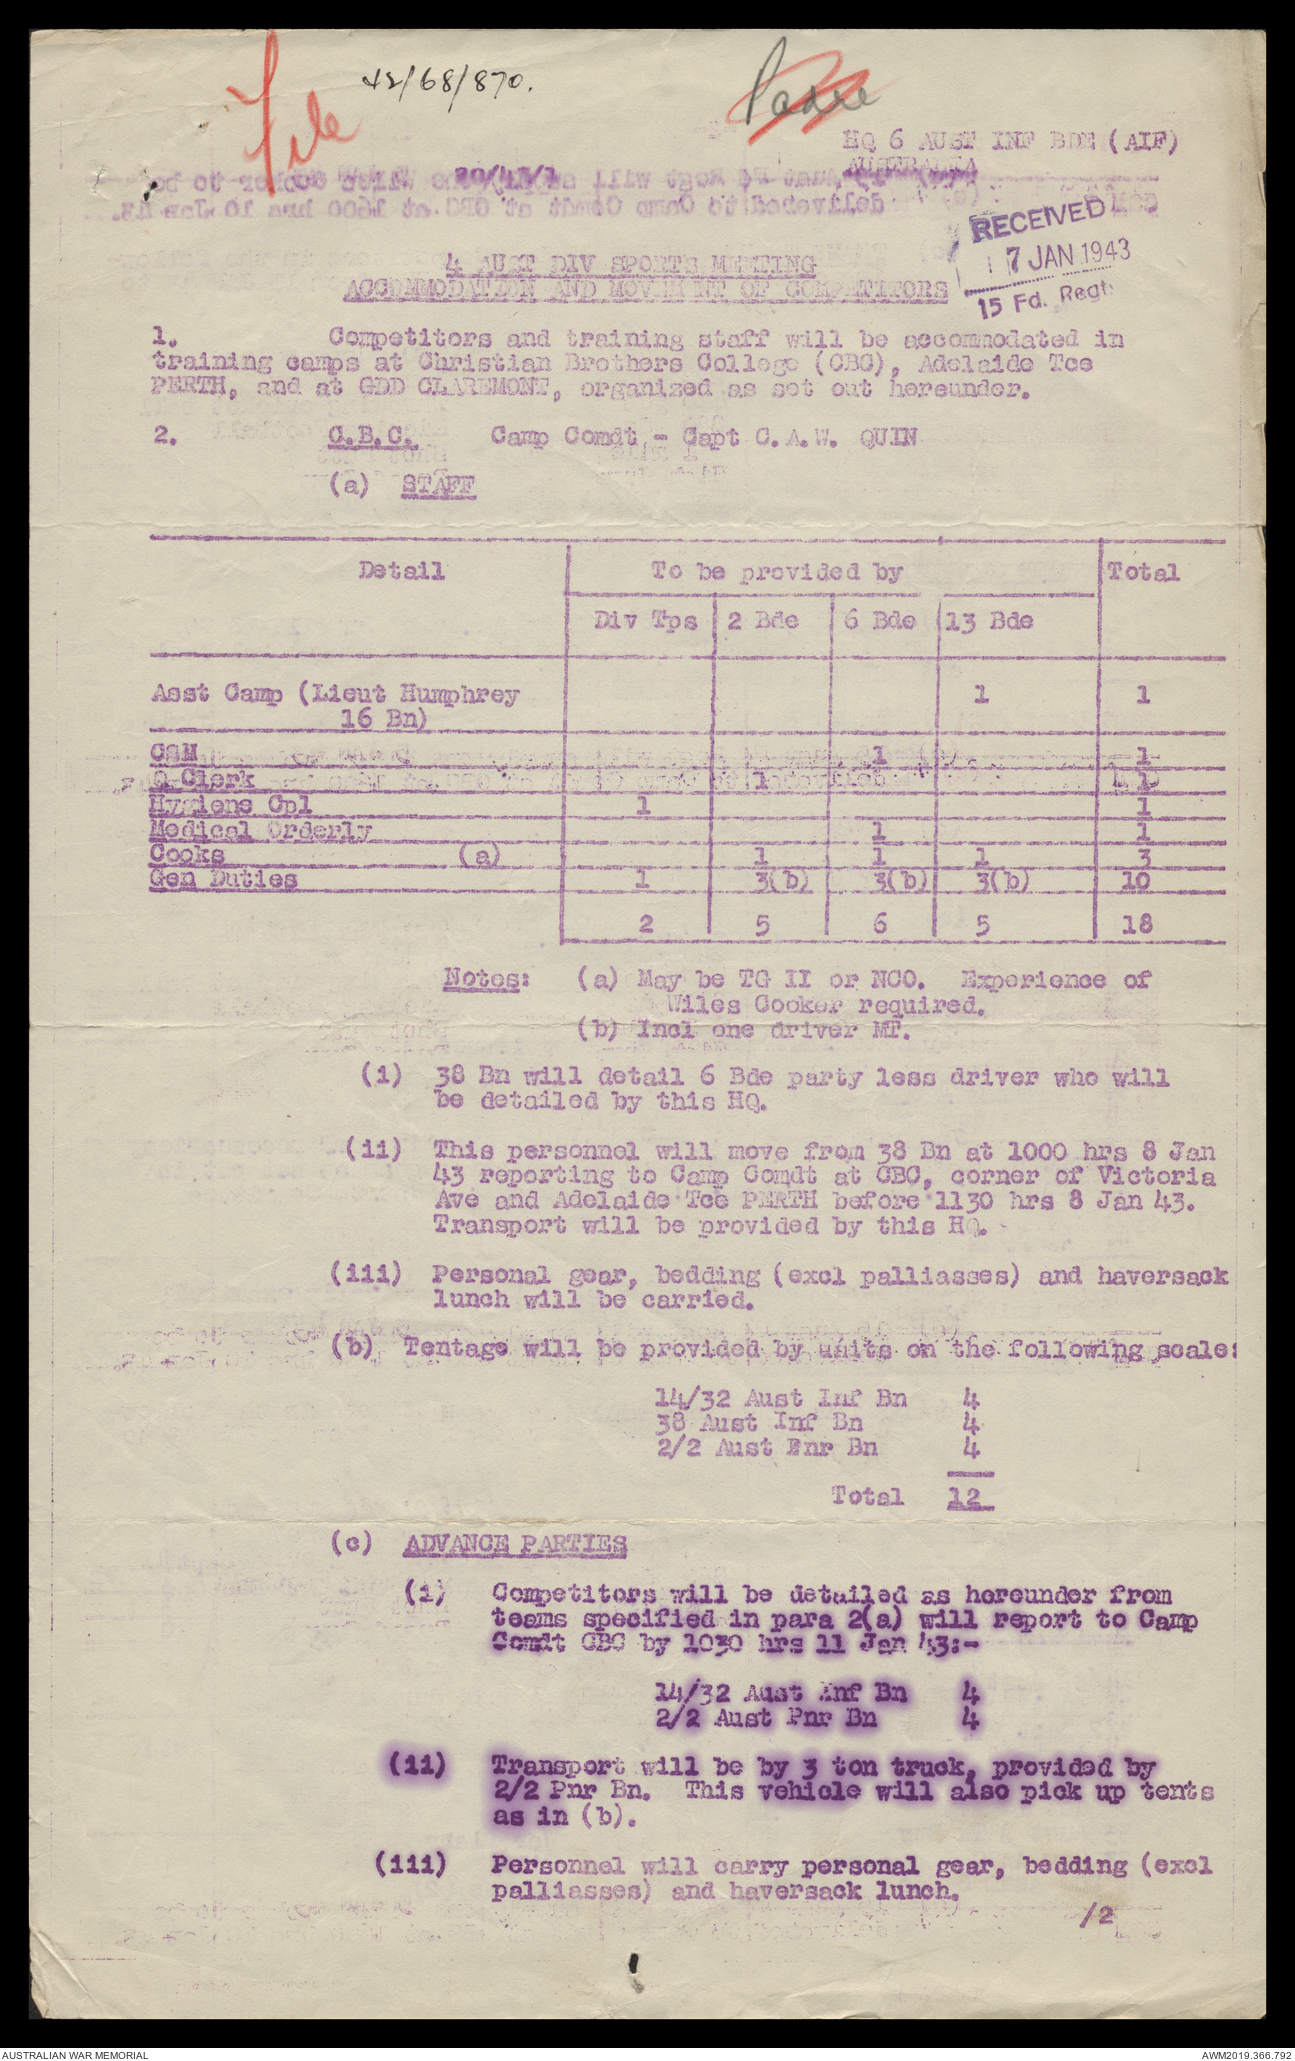 File
42/68/870.
Padre
HQ 6 AUST INF BDE (AIF)
AUSTRALIA
RECEIVED
7 JAN 1943
15 Fd. Regt.
4 AUST DIV SPORTS MEETING
ACCOMMODATION AND MOVEMENT OF COMPETITORS
1. Competitors and training staff will be accommodated in
training camps at Christian Brothers College (CBC), Adelaide Tce
PERTH, and at GDD CLAREMONT, organized as set out hereunder.
2. C.B.C. Camp Comdt - Capt C.A.W. QUIN
(a) STAFF
Detail To be provided by Total
Div Tps 2 Bde 6 Bde 13 Bde
Asst Camp (Lieut Humphrey 1 1
16 Bn)
CSM 1 1
Q Clerk 1 1
Hygiene Cpl 1 1
Medical Orderly 1 1
Cooks (a) 1 1 1 3
Gen Duties 1 3(b) 3(b) 3(b) 10
2 5 6 5 18
Notes: (a) May be TG II or NCO. Experience of
Wiles Cooker required.
(b) Incl one driver MT.
(i) 38 Bn will detail 6 Bde party less driver who will
be detailed by this HQ.
(ii) This personnel will move from 38 Bn at 1000 hrs 8 Jan
43 reporting to Camp Comdt at CBC, corner of Victoria
Ave and Adelaide Tce PERTH before 1130 hrs 8 Jan 43.
Transport will be provided by this HQ.
(iii) Personal gear, bedding (excl palliasses) and haversack
lunch will be carried.
(b) Tentage will be provided by units on the following scale:
14/32 Aust Inf Bn 4
38 Aust Inf Bn 4
2/2 Aust Pnr Bn 4
Total 12
(c) ADVANCE PARTIES
(i) Competitors will be detailed as hereunder from
teams specified in para 2(a) will report to Camp
Comdt CBC by 1030 hrs 11 Jan 43:-
14/32 Aust Inf Bn 4
2/2 Aust Pnr Bn 4
(ii) Transport will be by 3 ton truck, provided by
2/2 Pnr Bn. This vehicle will also pick up tents
as in (b).
(iii) Personnel will carry personal gear, bedding (excl
palliasses) and haversack lunch.
/2
AUSTRALIAN WAR MEMORIAL
AWM2019.366.792